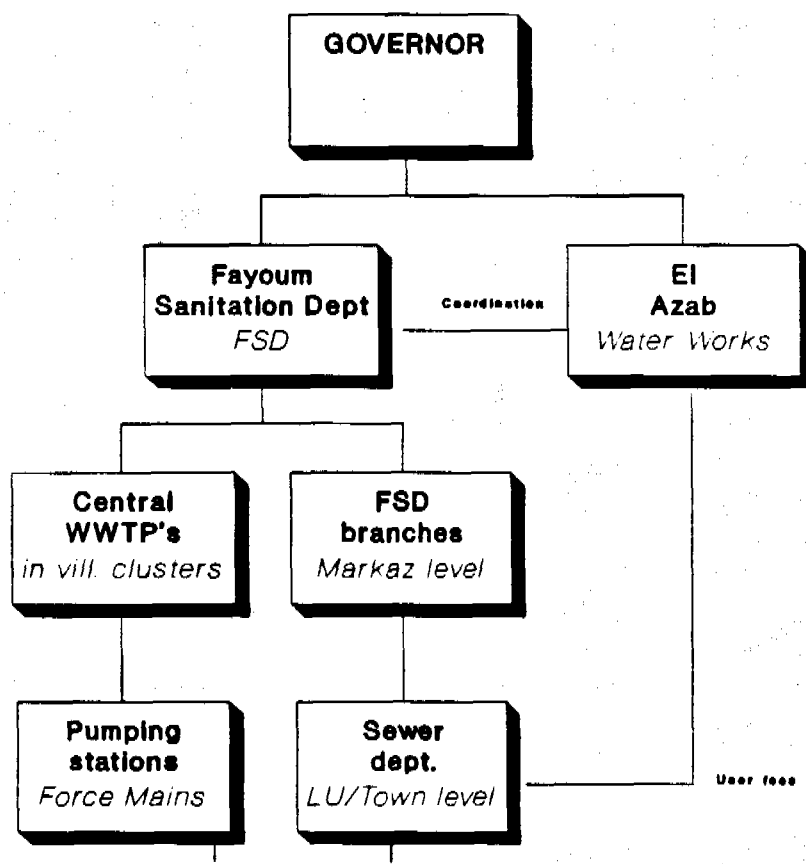 GOVERNOR
Fayoum
Sanitation Dept
FSD
Coordination
El
Azab
Water Works
Central
WWTP's
in vill. clusters
FSD
branches
Markaz level
Pumping
stations
Force Mains
Sewer
dept.
LU/Town level
User fees